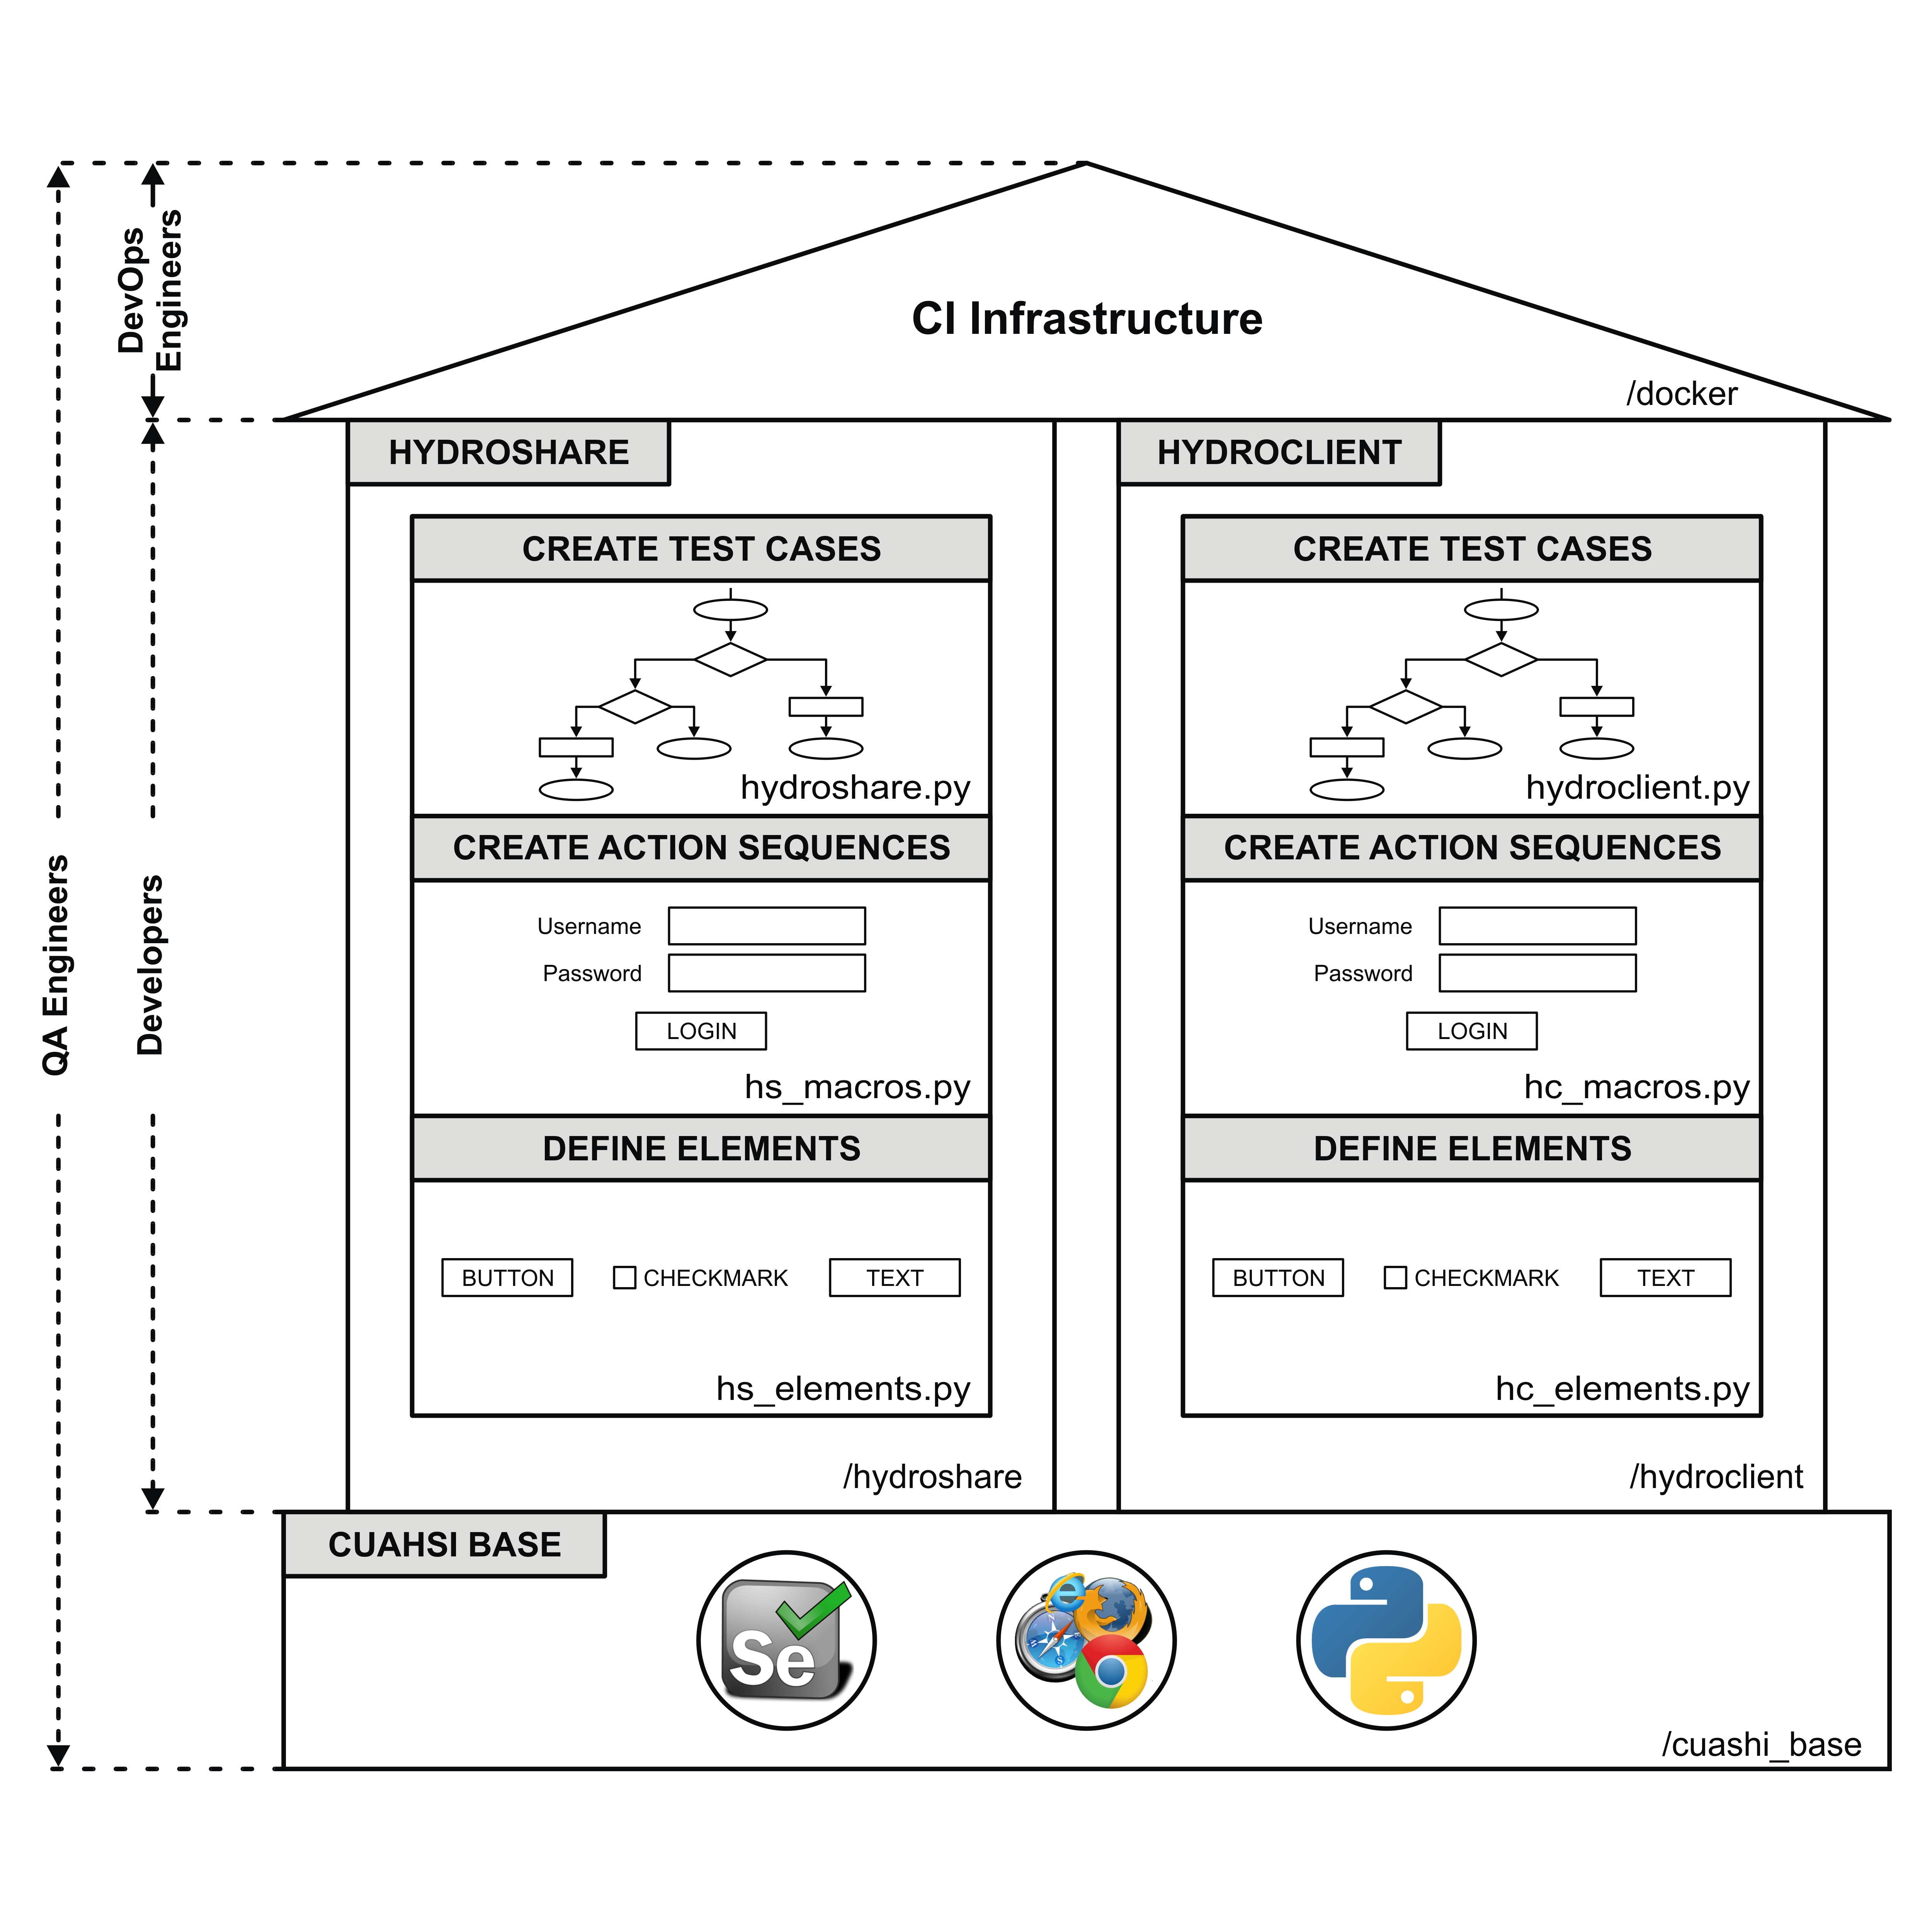 DevOps
Engineers
QA Engineers
Developers
CI Infrastructure
/docker
HYDROSHARE
CREATE TEST CASES
hydroshare.py
CREATE ACTION SEQUENCES
Username
Password
LOGIN
hs_macros.py
DEFINE ELEMENTS
BUTTON CHECKMARK TEXT
hs_elements.py
/hydroshare
HYDROCLIENT
CREATE TEST CASES
hydroclient.py
CREATE ACTION SEQUENCES
Username
Password
LOGIN
hc_macros.py
DEFINE ELEMENTS
BUTTON CHECKMARK TEXT
hc_elements.py
/hydroclient
CUAHSI BASE
Se
/cuashi_base